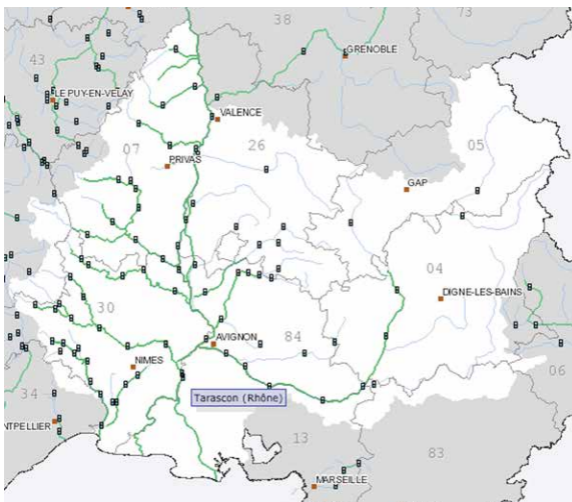 38
73
GRENOBLE
43
LE PUY-EN-VELAY
VALENCE
07
26
05
PRIVAS
GAP
04
DIGNE-LES-BAINS
30
AVIGNON
84
NIMES
06
34
Tarascon (Rhône)
NTPELLIER
13
83
MARSEILLE